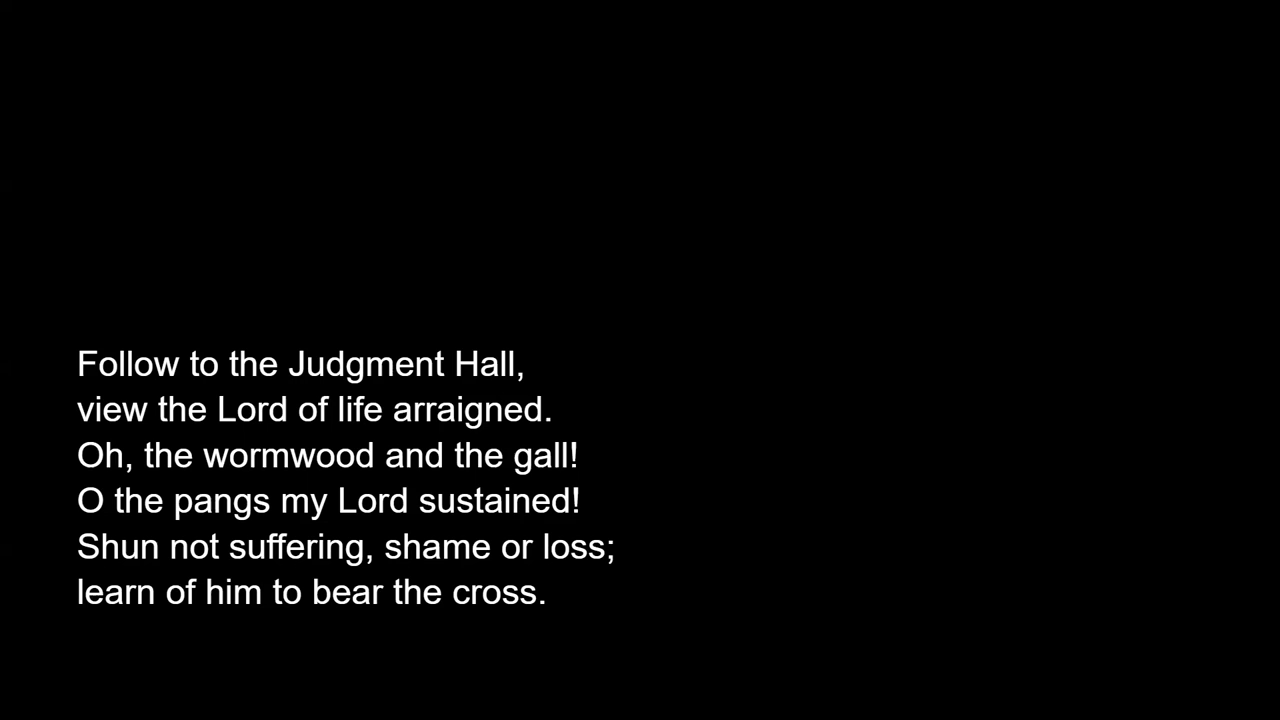 Follow to the Judgment Hall,
view the Lord of life arraigned.
Oh, the wormwood and the gall!
O the pangs my Lord sustained!
Shun not suffering, shame or loss;
learn of him to bear the cross.